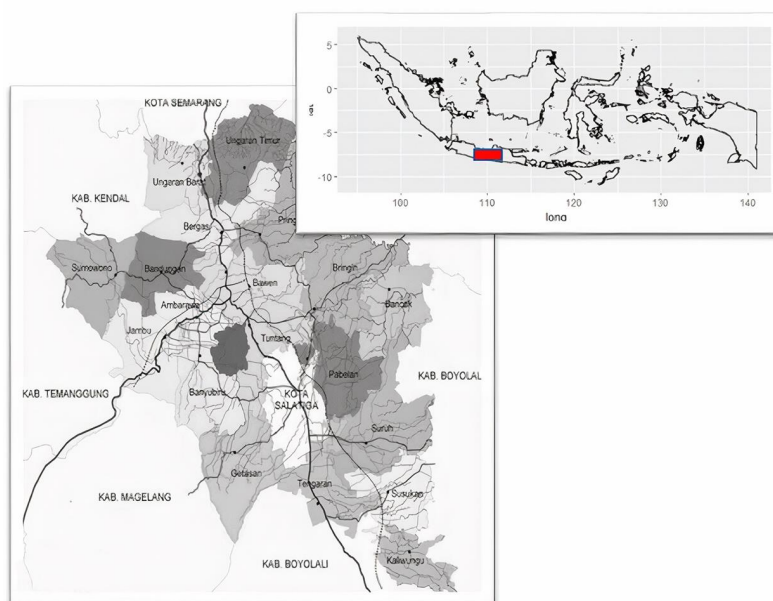 KOTA SEMARANG
Ungaran Timur
Ungaran Barat
KAB. KENDAL
Bergas
Pring
Sumowono
Bandungan
Bringin
Bawen
Ambarawa
Bancak
Jambu
Tuntang
Pabelan
KAB. BOYOLAL
KAB. TEMANGGUNG
Banyubiru
KOTA
SALATIGA
Suruh
Getasan
Tengaran
Susukan
KAB. MAGELANG
KAB. BOYOLALI
Kaliwungu
5
0
-5
-10
100
110
120
130
140
long